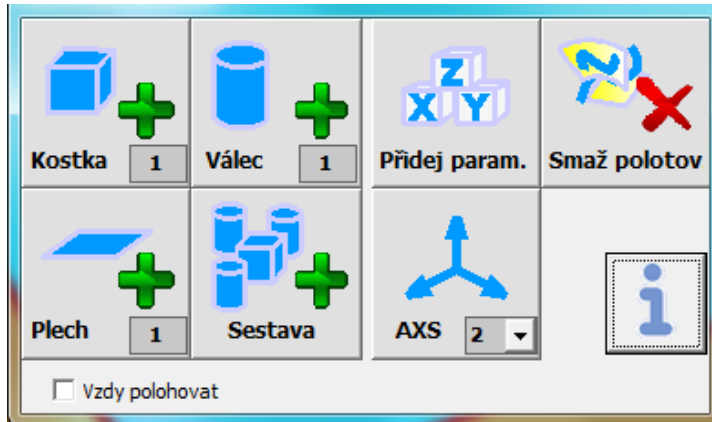 Z
X Y
Kostka 1
Válec 1
Přidej param.
Smaž polotov
Plech 1
Sestava
AXS 2
Vzdy polohovat